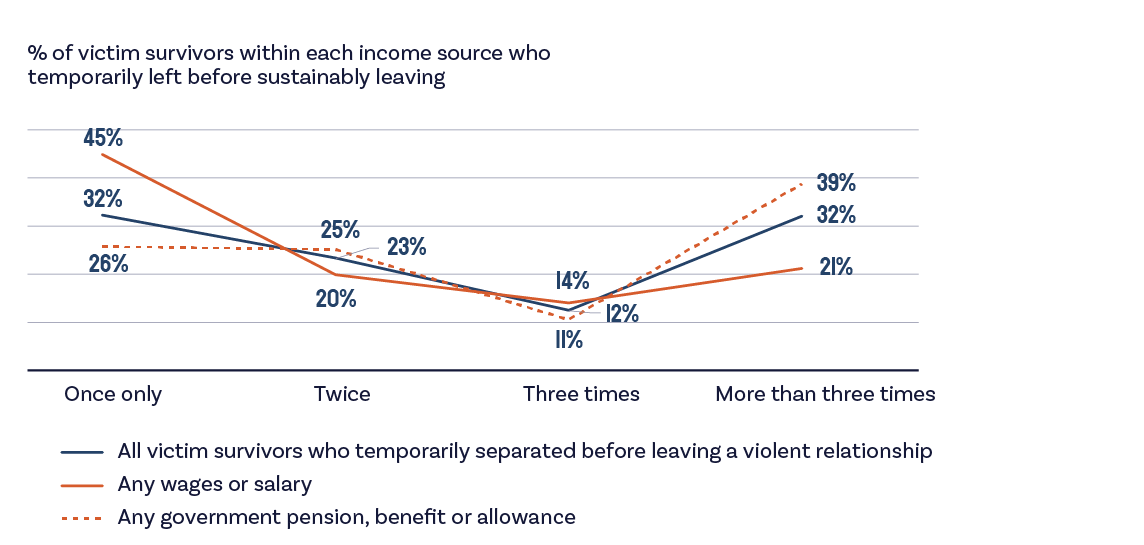 % of victim survivors within each income source who
temporarily left before sustainably leaving
45%
32%
26%
25%
23%
20%
14%
12%
11%
39%
32%
21%
Once only
Twice
Three times
More than three times
All victim survivors who temporarily separated before leaving a violent relationship
Any wages or salary
Any government pension, benefit or allowance